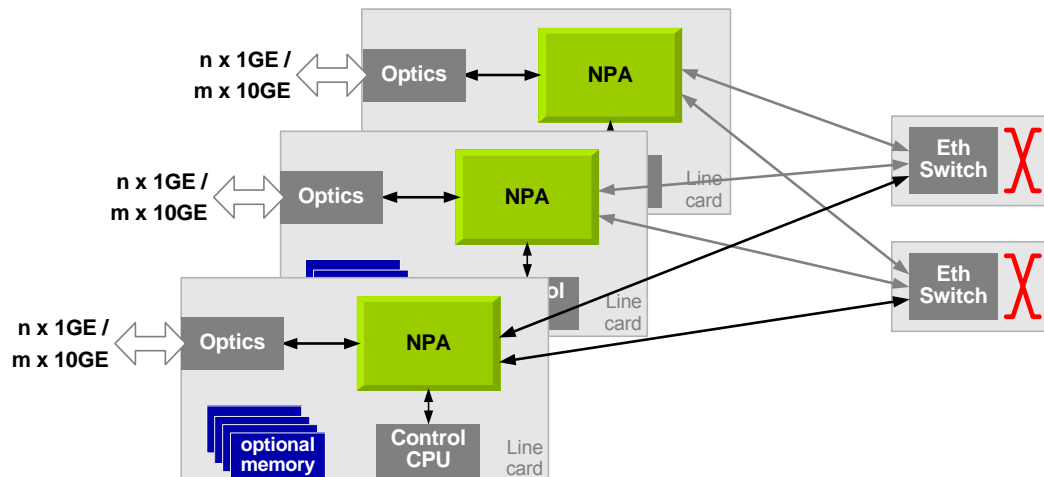 n x 1GE /
m x 10GE
Optics
NPA
Line
card
Eth
Switch
n x 1GE /
m x 10GE
Optics
NPA
Line
card
Eth
Switch
n x 1GE /
m x 10GE
Optics
NPA
optional
memory
Control
CPU
Line
card